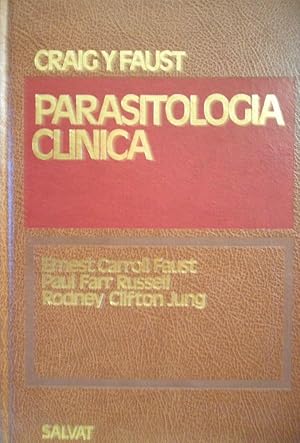 CRAIG Y FAUST
PARASITOLOGIA
CLINICA
Ernest Carroll Faust
Paul Farr Russell
Rodney Clifton Jung
SALVAT